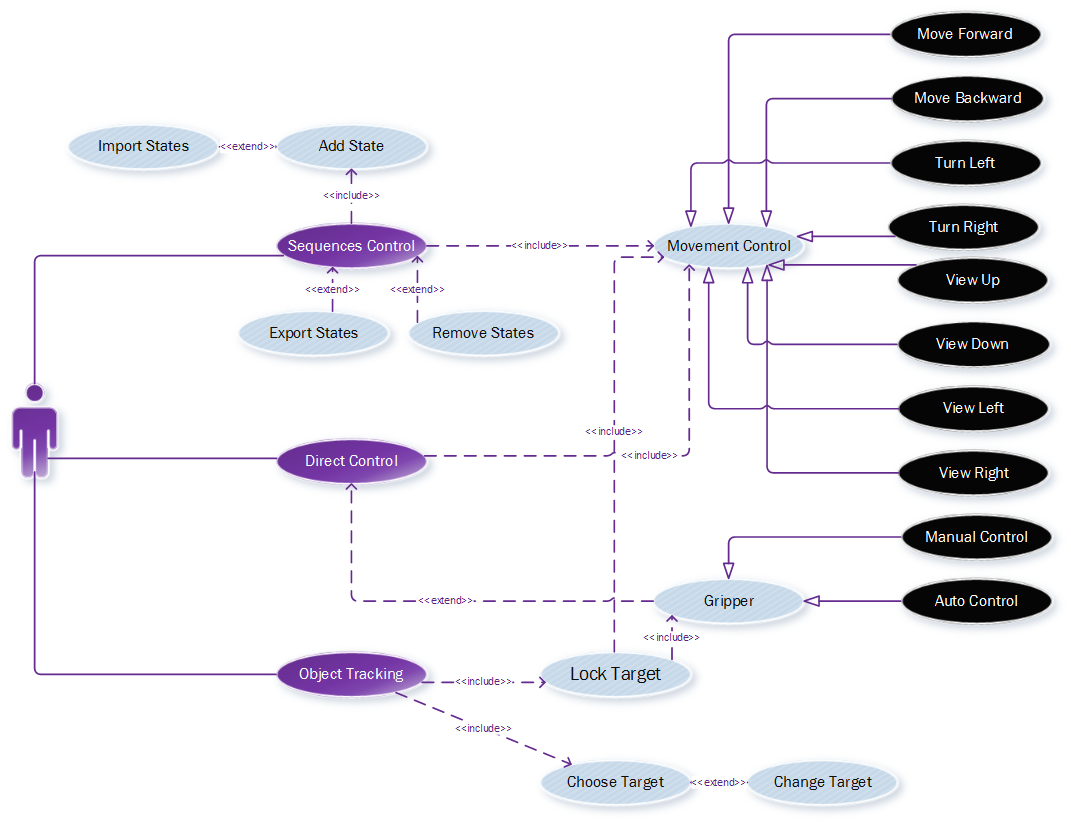 Move Forward
Move Backward
Import States
<<extend>>
Add State
Turn Left
<<include>>
Turn Right
Sequences Control
<<include>>
Movement Control
View Up
<<extend>>
<<extend>>
Export States
Remove States
View Down
View Left
<<include>>
<<include>>
Direct Control
View Right
Manual Control
<<extend>>
Gripper
Auto Control
<<include>>
Object Tracking
<<include>>
Lock Target
<<include>>
Choose Target
<<extend>>
Change Target